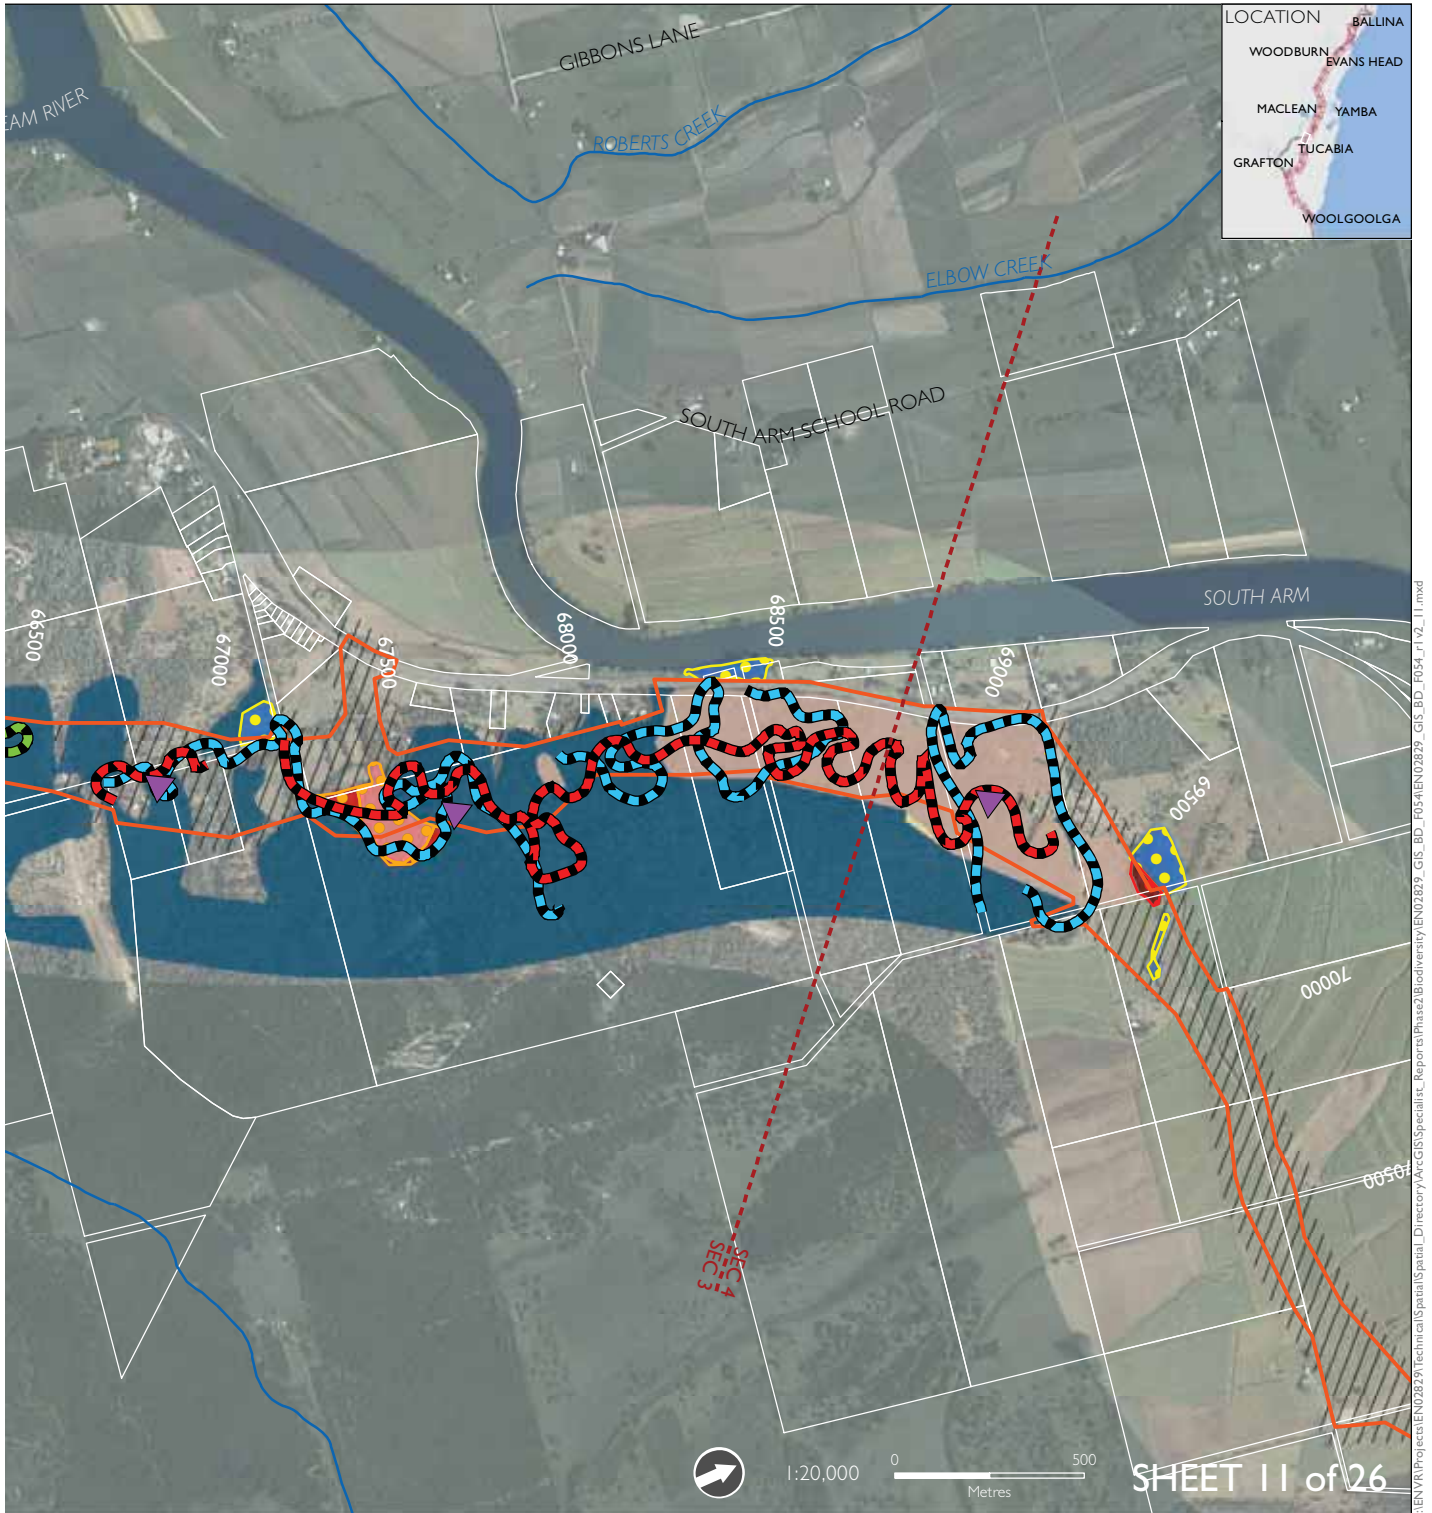 LOCATION
BALLINA
WOODBURN
EVANS HEAD
MACLEAN
YAMBA
TUCABIA
GRAFTON
WOOLGOOLGA
GIBBONS LANE
EAM RIVER
ROBERTS CREEK
ELBOW CREEK
SOUTH ARM SCHOOL ROAD
SOUTH ARM
66500
67000
67500
68000
68500
69000
69500
70000
70500
SEC 4
SEC 3
1:20,000
0 500
Metres
SHEET 11 of 26
:\ENVR\Projects\EN02829\Technical\Spatial\Spatial_Directory\ArcGIS\Specialist_Reports\Phase2\Biodiversity\EN02829_GIS_BD_F054\EN02829_GIS_BD_F054_r1 v2_11.mxd